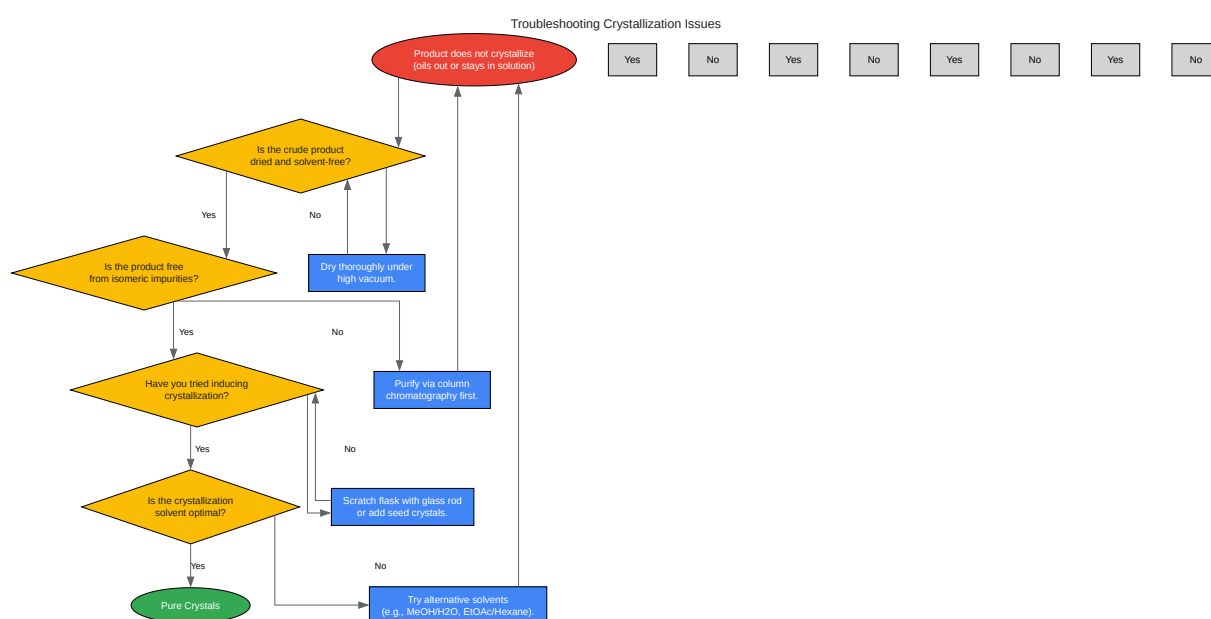 Troubleshooting Crystallization Issues
Product does not crystallize
(oils out or stays in solution)
Yes
No
Yes
No
Yes
No
Yes
No
Is the crude product
dried and solvent-free?
Yes
No
Is the product free
from isomeric impurities?
Dry thoroughly under
high vacuum.
Yes
No
Have you tried inducing
crystallization?
Purify via column
chromatography first.
Yes
No
Is the crystallization
solvent optimal?
Scratch flask with glass rod
or add seed crystals.
Yes
No
Pure Crystals
Try alternative solvents
(e.g., MeOH/H2O, EtOAc/Hexane).